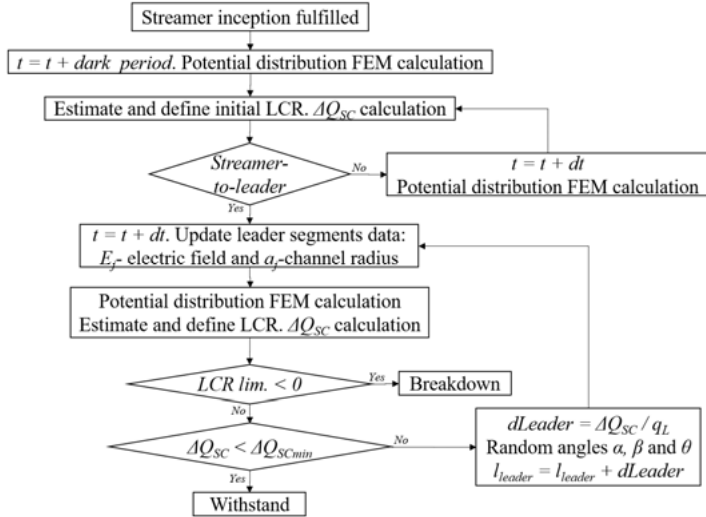 Streamer inception fulfilled
t = t + dark period. Potential distribution FEM calculation
Estimate and define initial LCR. ΔQSC calculation
Streamer-
to-leader
No
t = t + dt
Potential distribution FEM calculation
Yes
t = t + dt. Update leader segments data:
Ej- electric field and aj-channel radius
Potential distribution FEM calculation
Estimate and define LCR. ΔQSC calculation
LCR lim. < 0
Yes
Breakdown
No
ΔQSC < ΔQSCmin
No
dLeader = ΔQSC / qL
Random angles α, β and θ
lleader = lleader + dLeader
Yes
Withstand